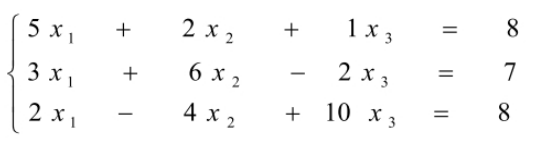 5 x₁ + 2 x₂ + 1 x₃ = 8
3 x₁ + 6 x₂ − 2 x₃ = 7
2 x₁ − 4 x₂ + 10 x₃ = 8